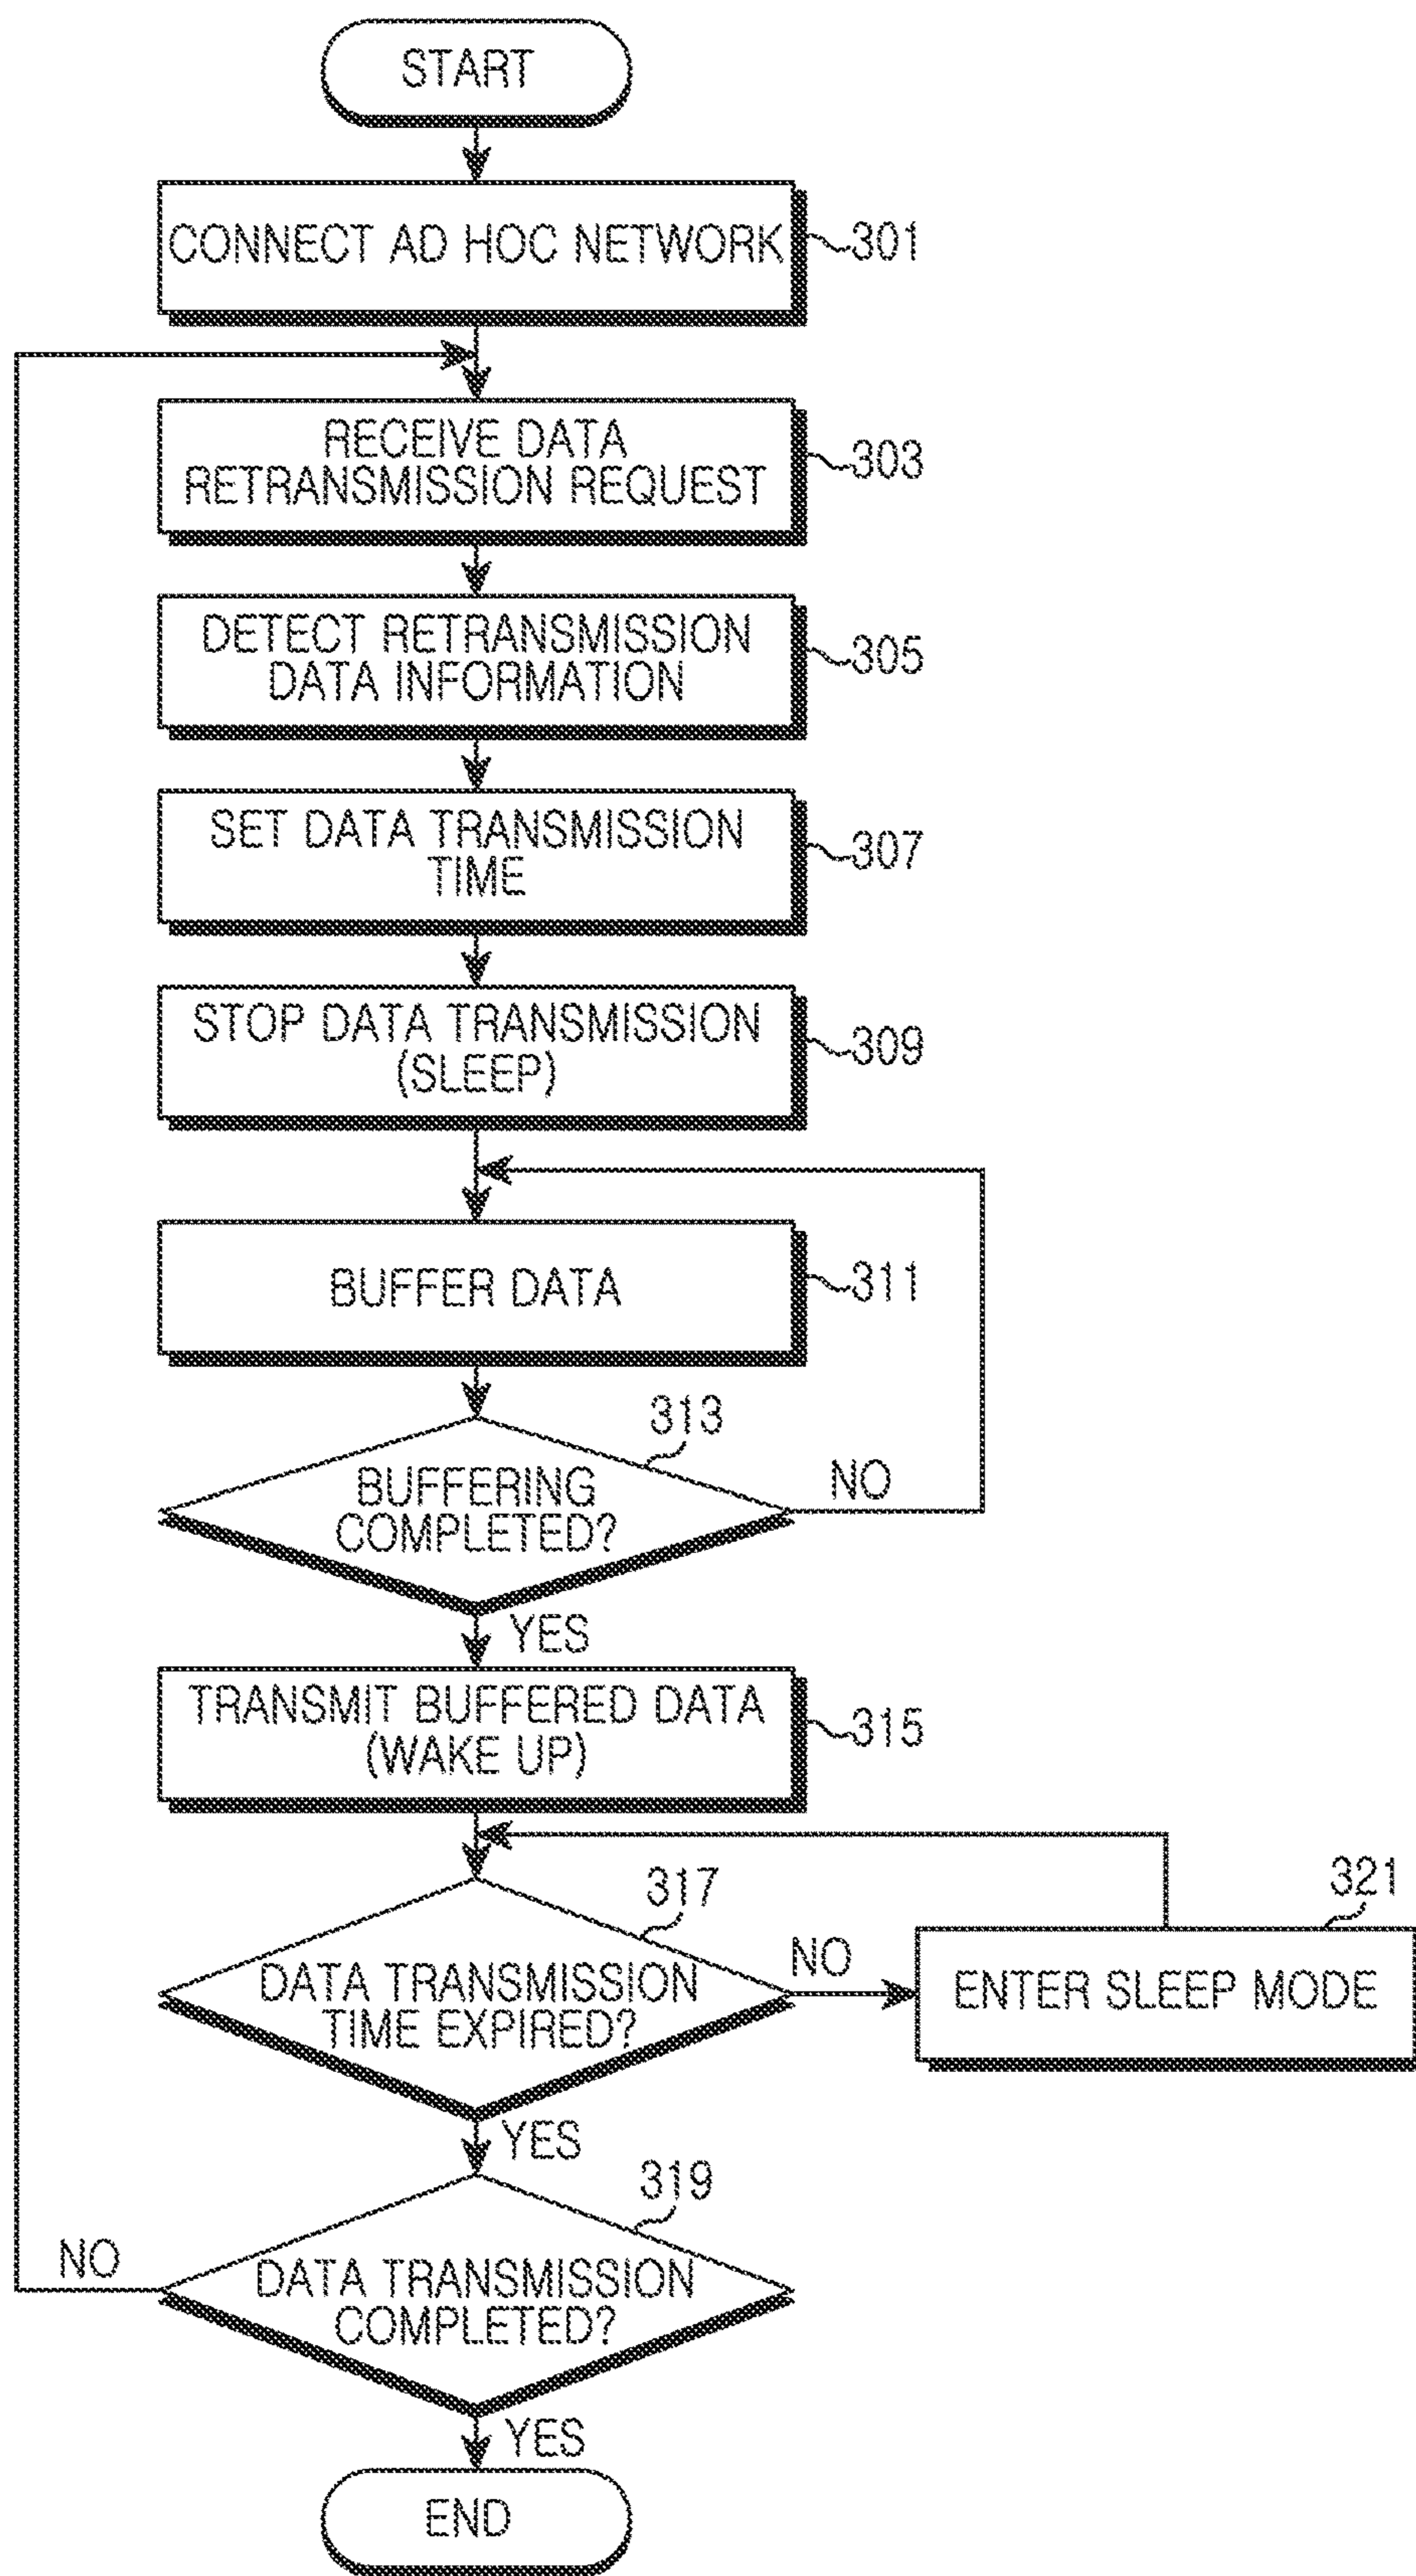 START
CONNECT AD HOC NETWORK
301
RECEIVE DATA
RETRANSMISSION REQUEST
303
DETECT RETRANSMISSION
DATA INFORMATION
305
SET DATA TRANSMISSION
TIME
307
STOP DATA TRANSMISSION
(SLEEP)
309
BUFFER DATA
311
313
BUFFERING
COMPLETED?
NO
YES
TRANSMIT BUFFERED DATA
(WAKE UP)
315
317
DATA TRANSMISSION
TIME EXPIRED?
NO
321
ENTER SLEEP MODE
YES
319
DATA TRANSMISSION
COMPLETED?
NO
YES
END